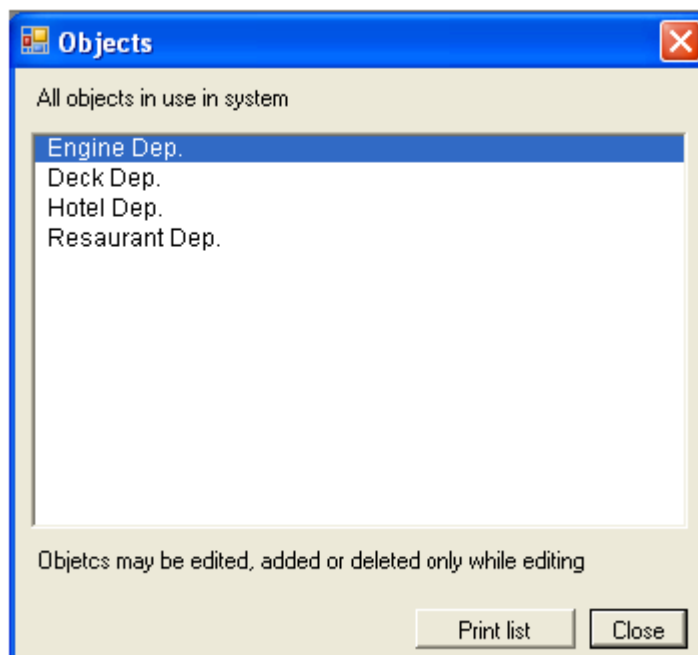 Objects
All objects in use in system
Engine Dep.
Deck Dep.
Hotel Dep.
Resaurant Dep.
Objetcs may be edited, added or deleted only while editing
Print list
Close